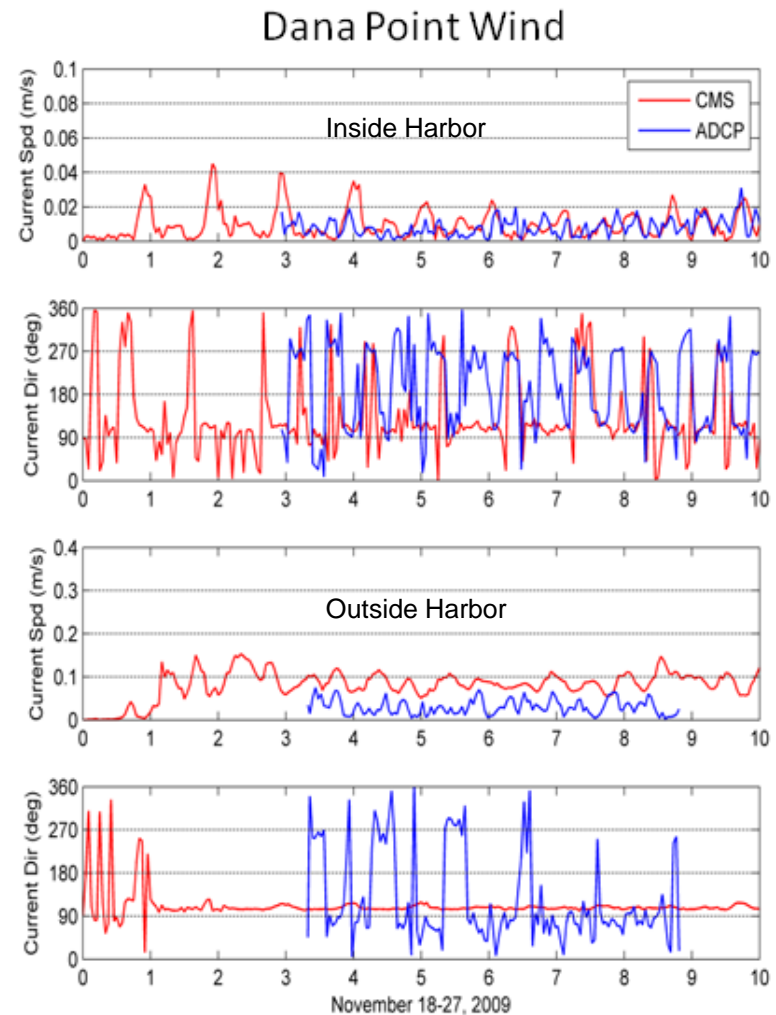 Dana Point Wind
Current Spd (m/s)
0.1
0.08
0.06
0.04
0.02
0
Inside Harbor
CMS
ADCP
0 1 2 3 4 5 6 7 8 9 10
Current Dir (deg)
360
270
180
90
0
0 1 2 3 4 5 6 7 8 9 10
Current Spd (m/s)
0.4
0.3
0.2
0.1
0
Outside Harbor
0 1 2 3 4 5 6 7 8 9 10
Current Dir (deg)
360
270
180
90
0
0 1 2 3 4 5 6 7 8 9 10
November 18-27, 2009